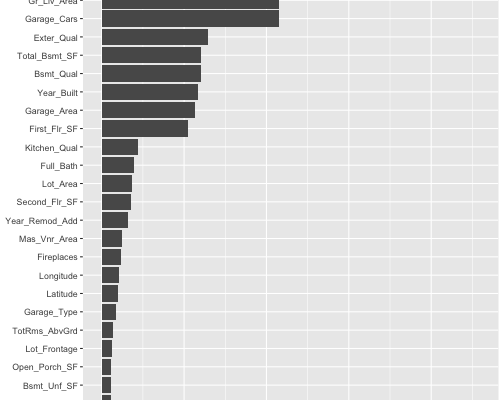 Gr_Liv_Area
Garage_Cars
Exter_Qual
Total_Bsmt_SF
Bsmt_Qual
Year_Built
Garage_Area
First_Flr_SF
Kitchen_Qual
Full_Bath
Lot_Area
Second_Flr_SF
Year_Remod_Add
Mas_Vnr_Area
Fireplaces
Longitude
Latitude
Garage_Type
TotRms_AbvGrd
Lot_Frontage
Open_Porch_SF
Bsmt_Unf_SF